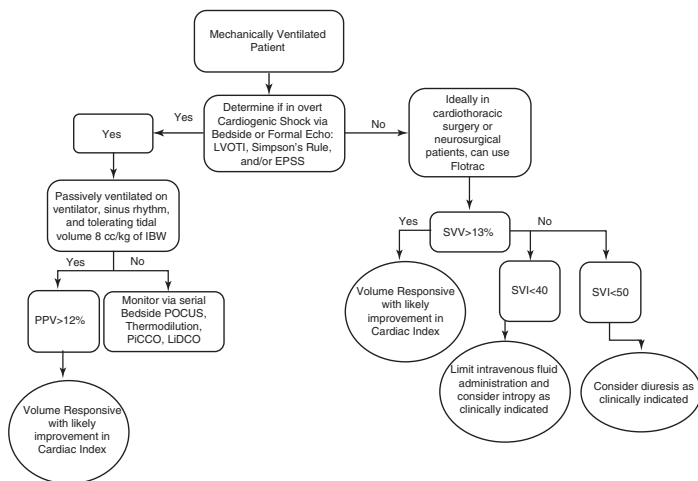 Mechanically Ventilated
Patient
Yes
Determine if in overt
Cardiogenic Shock via
Bedside or Formal Echo:
LVOTI, Simpson's Rule,
and/or EPSS
No
Ideally in
cardiothoracic
surgery or
neurosurgical
patients, can use
Flotrac
Yes
Passively ventilated on
ventilator, sinus rhythm,
and tolerating tidal
volume 8 cc/kg of IBW
Yes
No
PPV>12%
Monitor via serial
Bedside POCUS,
Thermodilution,
PiCCO, LiDCO
Volume Responsive
with likely
improvement in
Cardiac Index
Yes
SVV>13%
No
Volume Responsive
with likely
improvement in
Cardiac Index
SVI<40
SVI<50
Limit intravenous fluid
administration and
consider intropy as
clinically indicated
Consider diuresis as
clinically indicated